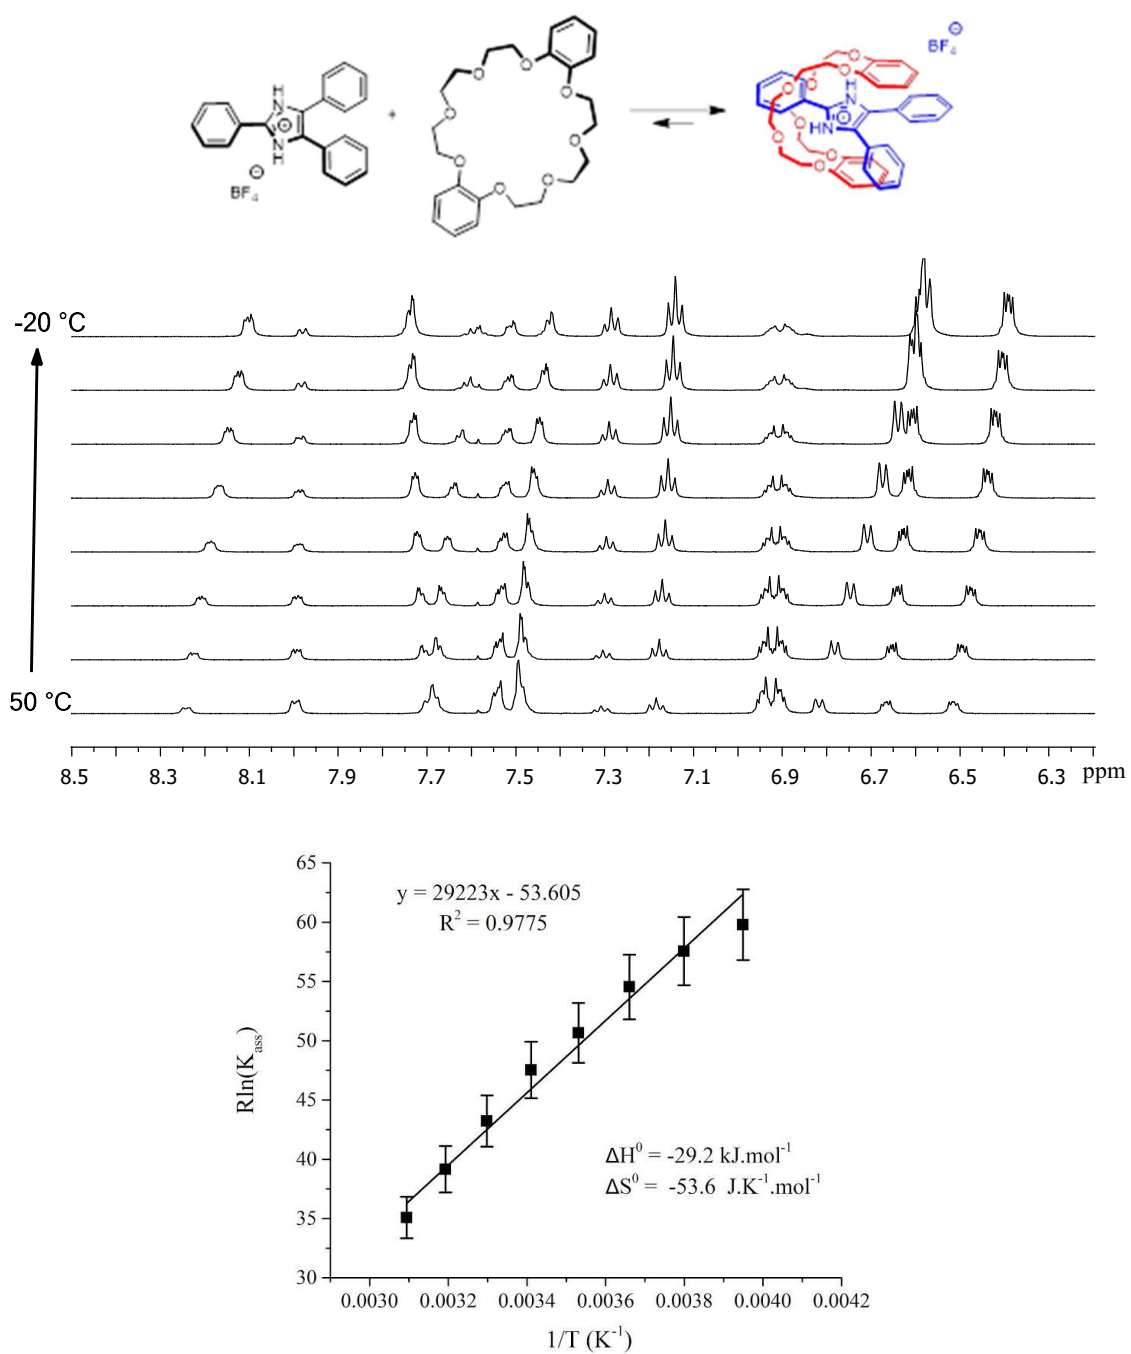 H
N
N
H
BF4
⊖
⊕
+
O
O
O
O
O
O
O
O
BF4
⊖
H
N
HN
⊕
O
O
O
O
O
O
O
O
-20 °C
50 °C
8.5 8.3 8.1 7.9 7.7 7.5 7.3 7.1 6.9 6.7 6.5 6.3 ppm
65
y = 29223x - 53.605
R² = 0.9775
60
55
50
Rln(Kass)
45
40
ΔH⁰ = -29.2 kJ.mol⁻¹
ΔS⁰ = -53.6 J.K⁻¹.mol⁻¹
35
30
0.0030 0.0032 0.0034 0.0036 0.0038 0.0040 0.0042
1/T (K⁻¹)